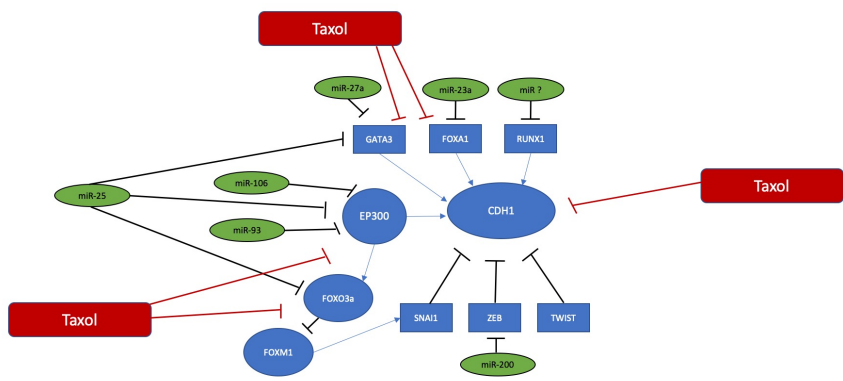 Taxol
miR-27a
miR-23a
miR ?
GATA3
FOXA1
RUNX1
miR-106
miR-25
Taxol
EP300
CDH1
miR-93
FOXO3a
Taxol
SNAI1
ZEB
TWIST
FOXM1
miR-200